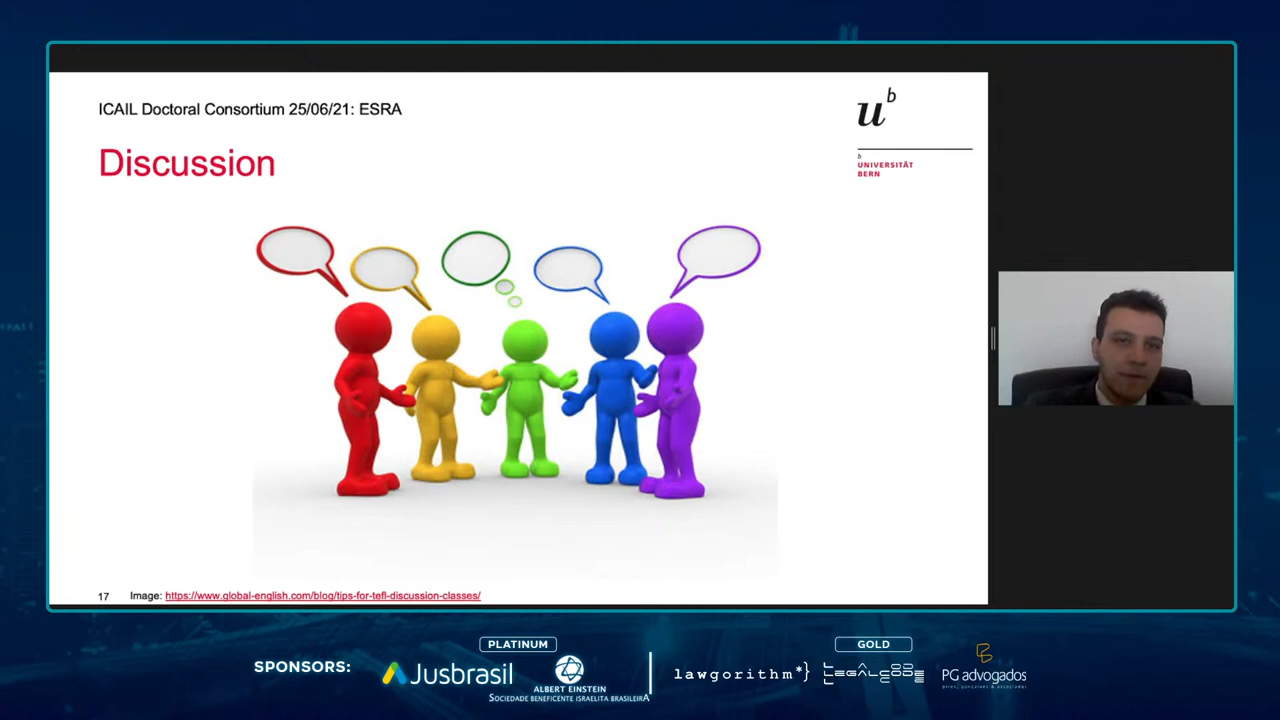 ICAIL Doctoral Consortium 25/06/21: ESRA
Discussion
u b
b
UNIVERSITÄT
BERN
17 Image: https://www.global-english.com/blog/tips-for-tefl-discussion-classes/
PLATINUM
GOLD
SPONSORS:
Jusbrasil
ALBERT EINSTEIN
SOCIEDADE BENEFICENTE ISRAELITA BRASILEIRA
lawgorithm*}
LEGALCODE
PG advogados